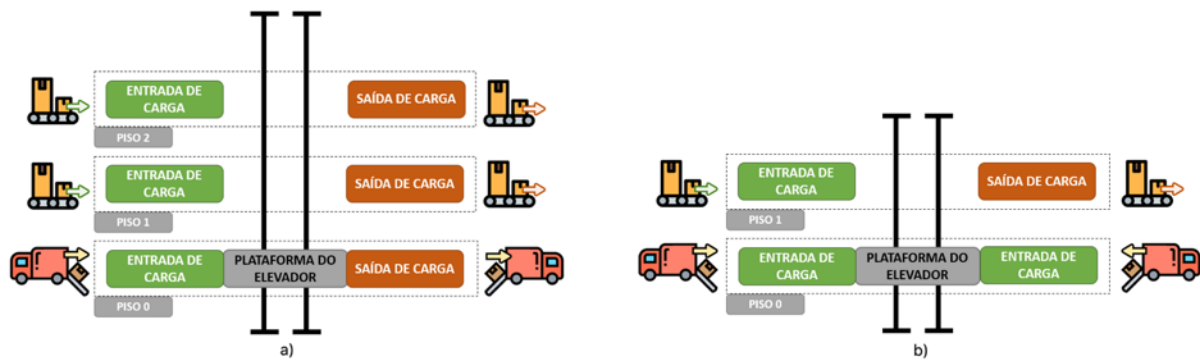 ENTRADA DE
CARGA
SAÍDA DE CARGA
PISO 2
ENTRADA DE
CARGA
SAÍDA DE CARGA
PISO 1
ENTRADA DE
CARGA
PLATAFORMA DO
ELEVADOR
SAÍDA DE CARGA
PISO 0
a)
ENTRADA DE
CARGA
SAÍDA DE CARGA
PISO 1
ENTRADA DE
CARGA
PLATAFORMA DO
ELEVADOR
ENTRADA DE
CARGA
PISO 0
b)